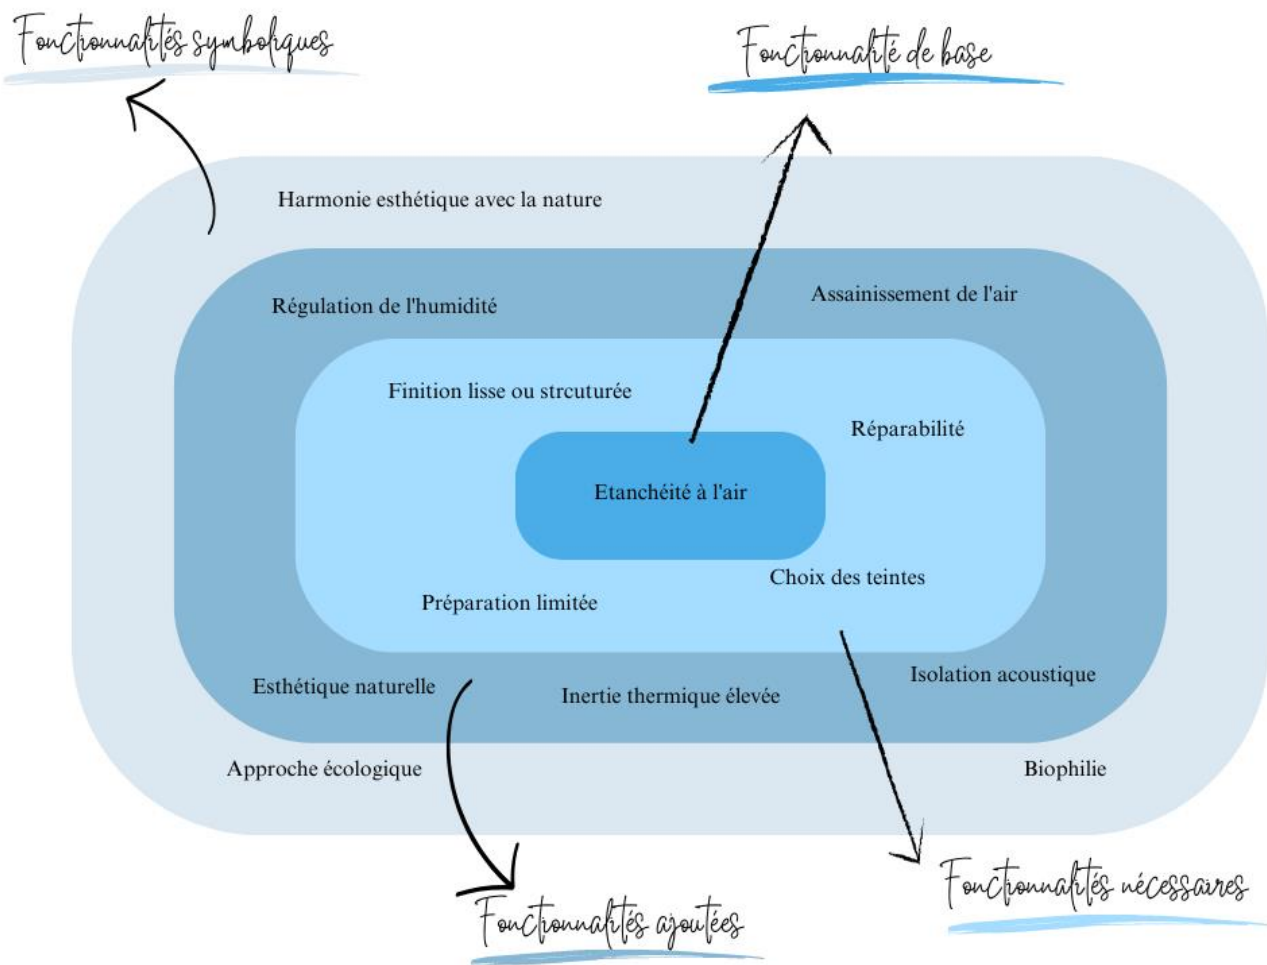 Fonctionnalités symboliques
Fonctionnalité de base
Harmonie esthétique avec la nature
Régulation de l'humidité
Assainissement de l'air
Finition lisse ou strcuturée
Réparabilité
Etanchéité à l'air
Choix des teintes
Préparation limitée
Esthétique naturelle
Inertie thermique élevée
Isolation acoustique
Approche écologique
Biophilie
Fonctionnalités nécessaires
Fonctionnalités ajoutées